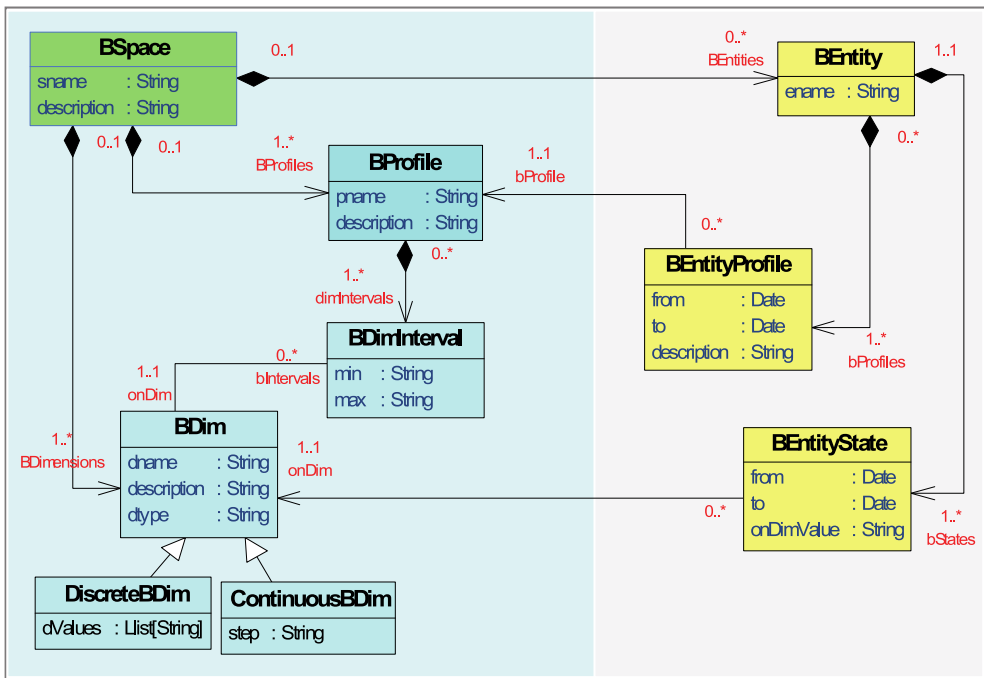 BSpace
sname : String
description : String
0..1
0..*
BEntities
BEntity
ename : String
1..1
0..1
0..1
1..*
BProfiles
BProfile
pname : String
description : String
1..1
bProfile
0..*
0..*
BEntityProfile
from : Date
to : Date
description : String
0..*
1..*
dimIntervals
BDimInterval
min : String
max : String
1..*
bProfiles
0..*
bIntervals
1..1
onDim
BDim
dname : String
description : String
dtype : String
1..*
BDimensions
1..1
onDim
BEntityState
from : Date
to : Date
onDimValue : String
0..*
1..*
bStates
DiscreteBDim
dValues : Llist[String]
ContinuousBDim
step : String